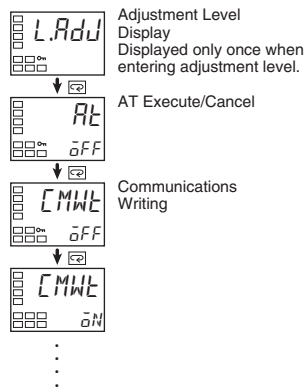 L.AdJ
Adjustment Level
Display
Displayed only once when
entering adjustment level.
At
oFF
AT Execute/Cancel
CMWt
oFF
Communications
Writing
CMWt
oN